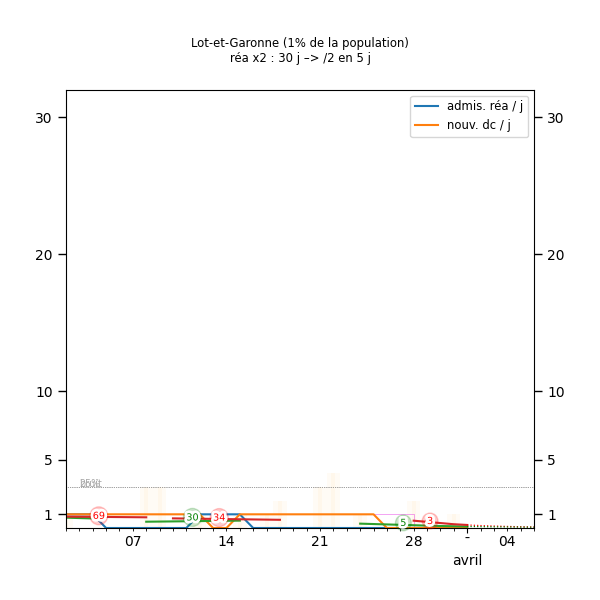 Lot-et-Garonne (1% de la population)
réa x2 : 30 j –> /2 en 5 j
admis. réa / j
nouv. dc / j
30 30
20 20
10 10
5 5
1 1
69 30 34 5 3
07 14 21 28 - 04
avril